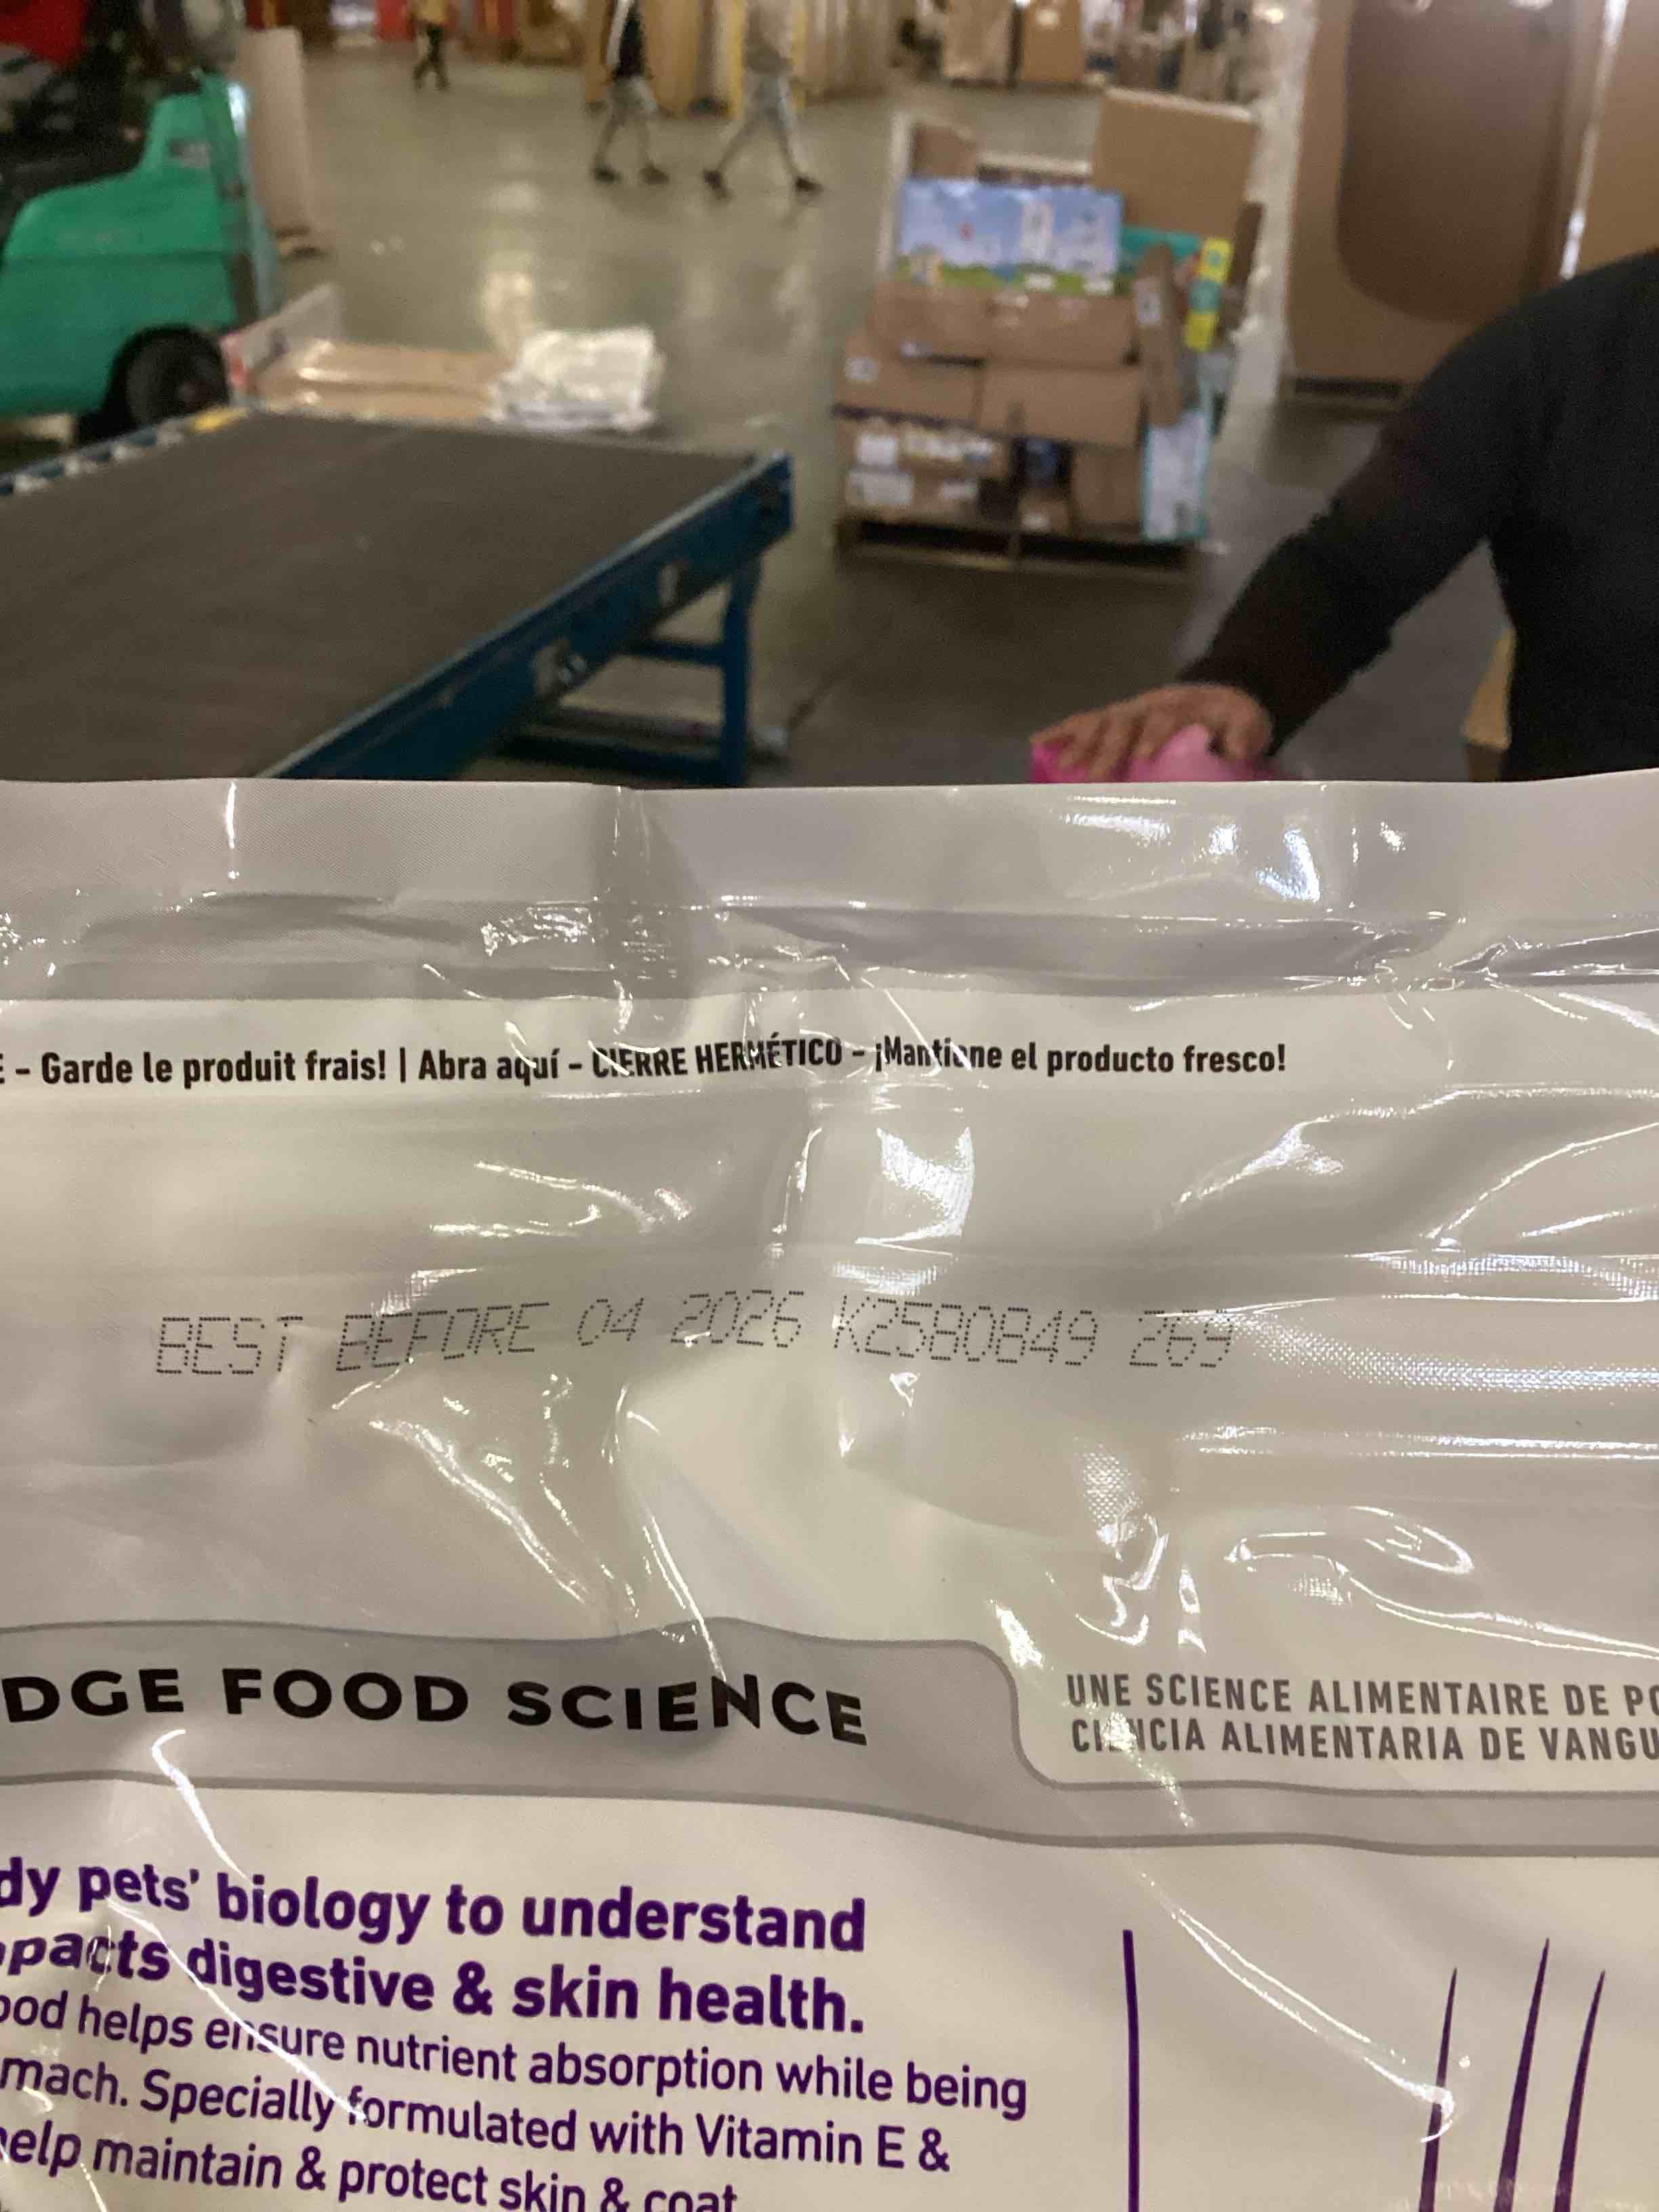 – Garde le produit frais! | Abra aquí – CIERRE HERMÉTICO – ¡Mantiene el producto fresco!
BEST BEFORE 04 2026 K2580849 269
DGE FOOD SCIENCE
UNE SCIENCE ALIMENTAIRE DE PO
CIENCIA ALIMENTARIA DE VANGU
dy pets' biology to understand
pacts digestive & skin health.
ood helps ensure nutrient absorption while being
mach. Specially formulated with Vitamin E &
help maintain & protect skin & coat